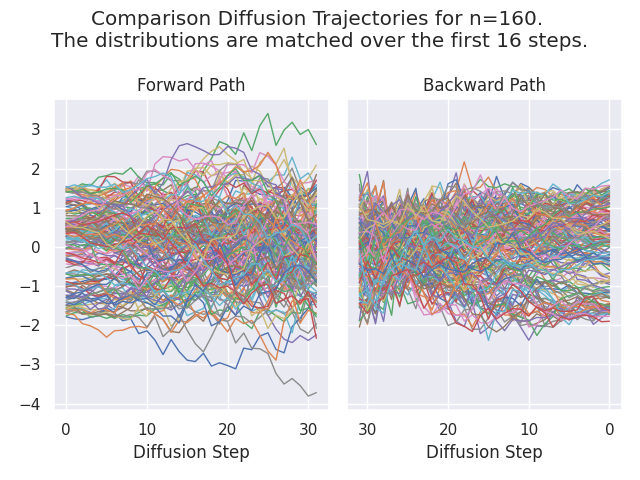 Comparison Diffusion Trajectories for n=160.
The distributions are matched over the first 16 steps.
Forward Path
Backward Path
3
2
1
0
−1
−2
−3
−4
0 10 20 30
30 20 10 0
Diffusion Step
Diffusion Step